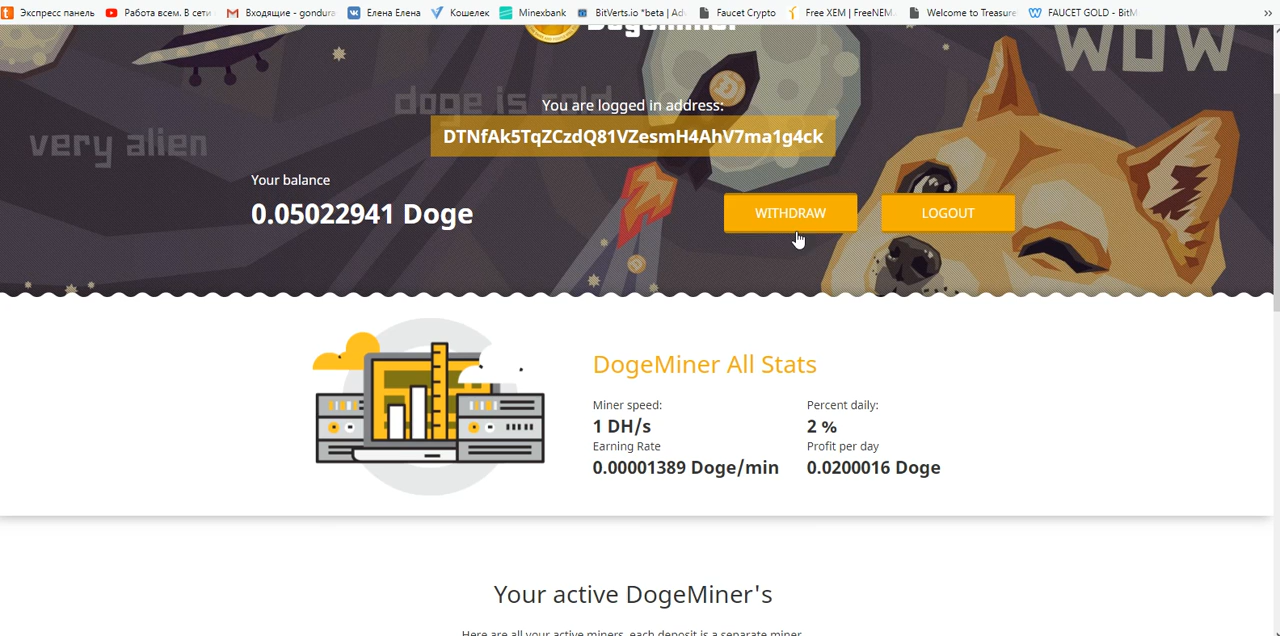 Экспресс панель Работа всем. В сети Входящие - gondura Елена Елена Кошелек Minexbank BitVerts.io *beta | Ad Faucet Crypto Free XEM | FreeNEM Welcome to Treasure FAUCET GOLD - BitM »
WOW
doge is cold
You are logged in address:
very alien
DTNfAk5TqZCzdQ81VZesmH4AhV7ma1g4ck
Your balance
0.05022941 Doge
WITHDRAW LOGOUT
DogeMiner All Stats
Miner speed: Percent daily:
1 DH/s 2 %
Earning Rate Profit per day
0.00001389 Doge/min 0.0200016 Doge
Your active DogeMiner's
Here are all your active miners, each deposit is a separate miner